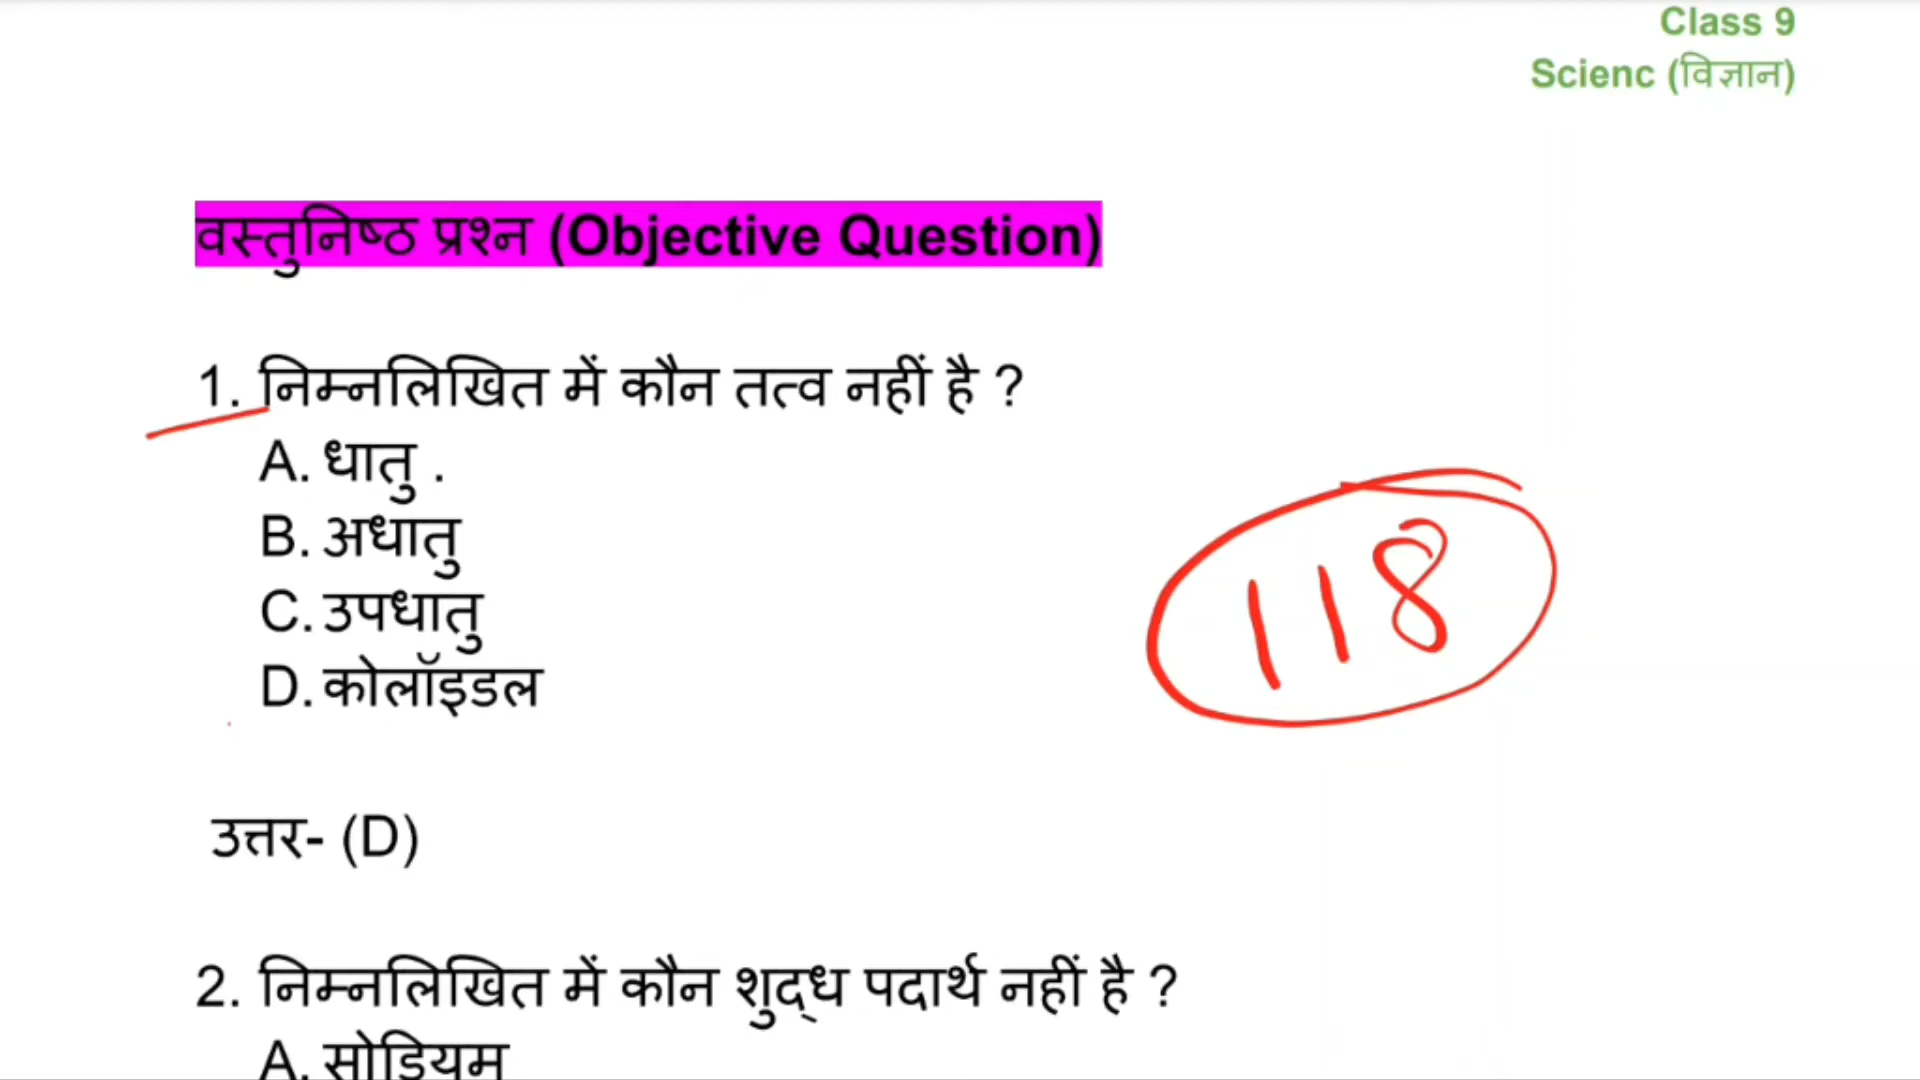 Class 9
Scienc (विज्ञान)
वस्तुनिष्ठ प्रश्न (Objective Question)
1. निम्नलिखित में कौन तत्व नहीं है ?
A. धातु .
B. अधातु
C. उपधातु
D. कोलॉइडल
118
उत्तर- (D)
2. निम्नलिखित में कौन शुद्ध पदार्थ नहीं है ?
A. सोडियम